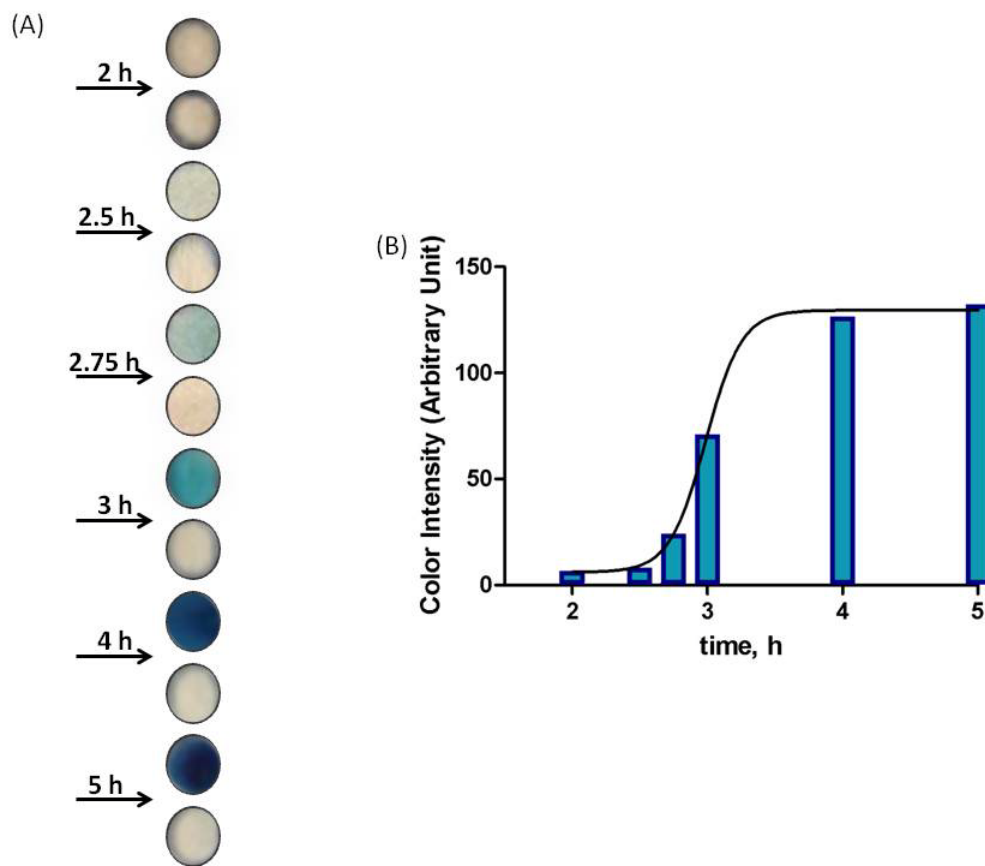 (A)
2 h
2.5 h
2.75 h
3 h
4 h
5 h
(B)
Color Intensity (Arbitrary Unit)
150
100
50
0
2 3 4 5
time, h